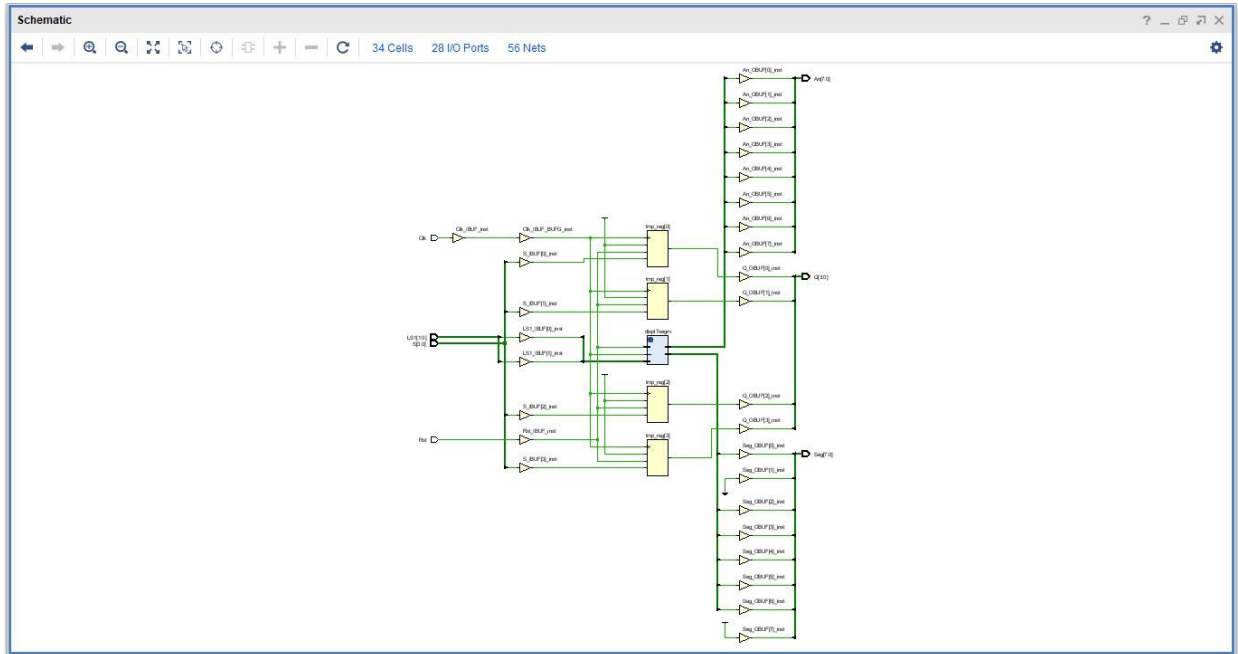 Schematic
34 Cells 28 I/O Ports 56 Nets
An_OBUF[0]_inst
An[7:0]
An_OBUF[1]_inst
An_OBUF[2]_inst
An_OBUF[3]_inst
An_OBUF[4]_inst
An_OBUF[5]_inst
An_OBUF[6]_inst
An_OBUF[7]_inst
Clk
Clk_IBUF_inst
Clk_IBUF_BUFG_inst
tmp_reg[0]
S_IBUF[0]_inst
Q_OBUF[0]_inst
Q[3:0]
tmp_reg[1]
Q_OBUF[1]_inst
S_IBUF[1]_inst
LS1_IBUF[0]_inst
displ7segm
LS1[1:0]
S[3:0]
LS1_IBUF[1]_inst
tmp_reg[2]
Q_OBUF[2]_inst
S_IBUF[2]_inst
Q_OBUF[3]_inst
Rst
Rst_IBUF_inst
tmp_reg[3]
Seg_OBUF[0]_inst
Seg[7:0]
S_IBUF[3]_inst
Seg_OBUF[1]_inst
Seg_OBUF[2]_inst
Seg_OBUF[3]_inst
Seg_OBUF[4]_inst
Seg_OBUF[5]_inst
Seg_OBUF[6]_inst
Seg_OBUF[7]_inst